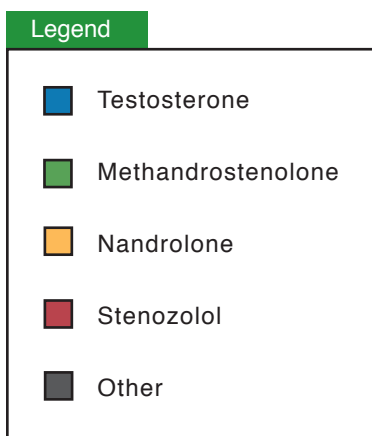 Legend
Testosterone
Methandrostenolone
Nandrolone
Stenozolol
Other